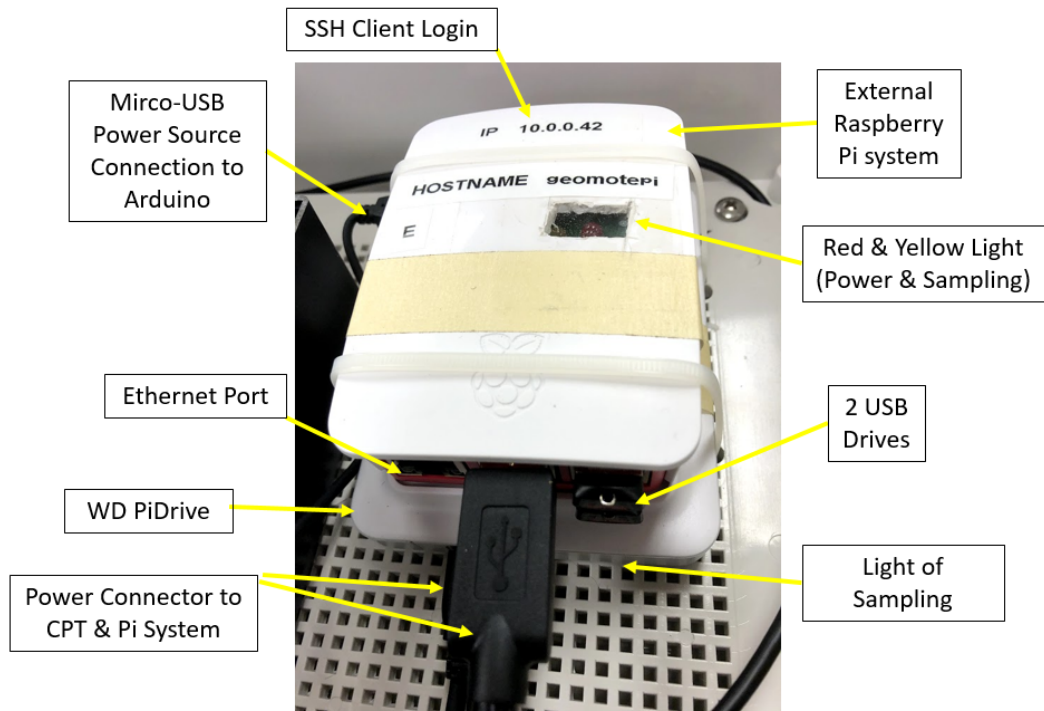 SSH Client Login
Mirco-USB
Power Source
Connection to
Arduino
External
Raspberry
Pi system
IP 10.0.0.42
HOSTNAME geomotepi
E
Red & Yellow Light
(Power & Sampling)
Ethernet Port
2 USB
Drives
WD PiDrive
Light of
Sampling
Power Connector to
CPT & Pi System